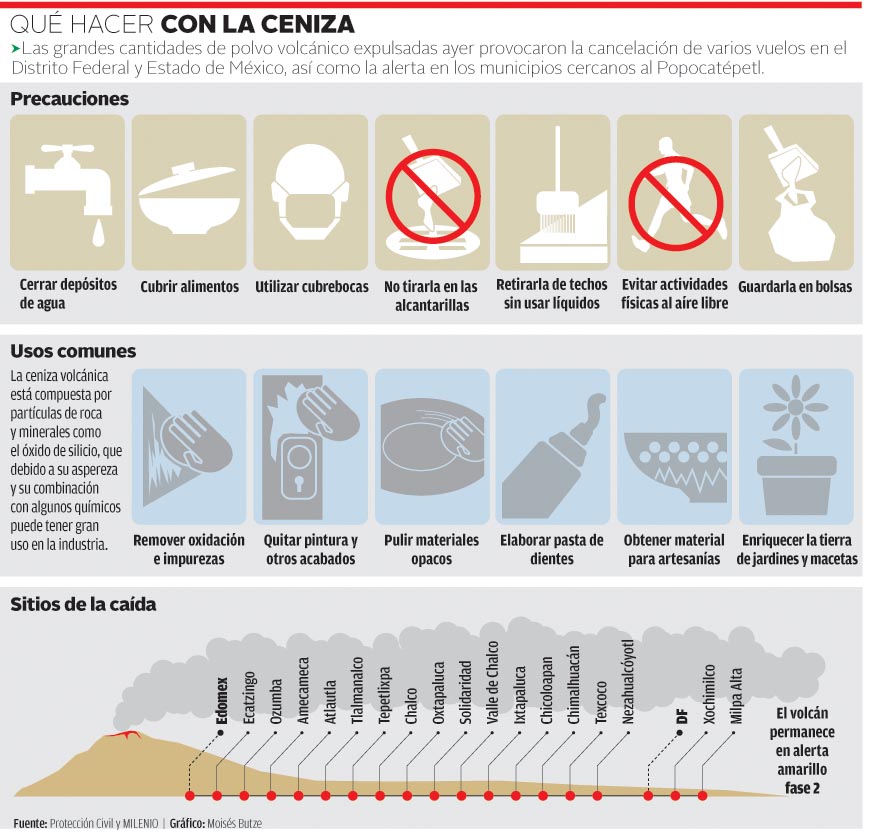 QUÉ HACER CON LA CENIZA
➤Las grandes cantidades de polvo volcánico expulsadas ayer provocaron la cancelación de varios vuelos en el
Distrito Federal y Estado de México, así como la alerta en los municipios cercanos al Popocatépetl.
Precauciones
Cerrar depósitos
de agua
Cubrir alimentos
Utilizar cubrebocas
No tirarla en las
alcantarillas
Retirarla de techos
sin usar líquidos
Evitar actividades
físicas al aire libre
Guardarla en bolsas
Usos comunes
La ceniza volcánica
está compuesta por
partículas de roca
y minerales como
el óxido de silicio, que
debido a su aspereza
y su combinación
con algunos químicos
puede tener gran
uso en la industria.
Remover oxidación
e impurezas
Quitar pintura y
otros acabados
Pulir materiales
opacos
Elaborar pasta de
dientes
Obtener material
para artesanías
Enriquecer la tierra
de jardines y macetas
Sitios de la caída
Edomex
Ecatzingo
Ozumba
Amecameca
Atlautla
Tlalmanalco
Tepetlixpa
Chalco
Oxtapaluca
Solidaridad
Valle de Chalco
Ixtapaluca
Chicoloapan
Chimalhuacán
Texcoco
Nezahualcóyotl
DF
Xochimilco
Milpa Alta
El volcán
permanece
en alerta
amarillo
fase 2
Fuente: Protección Civil y MILENIO | Gráfico: Moisés Butze